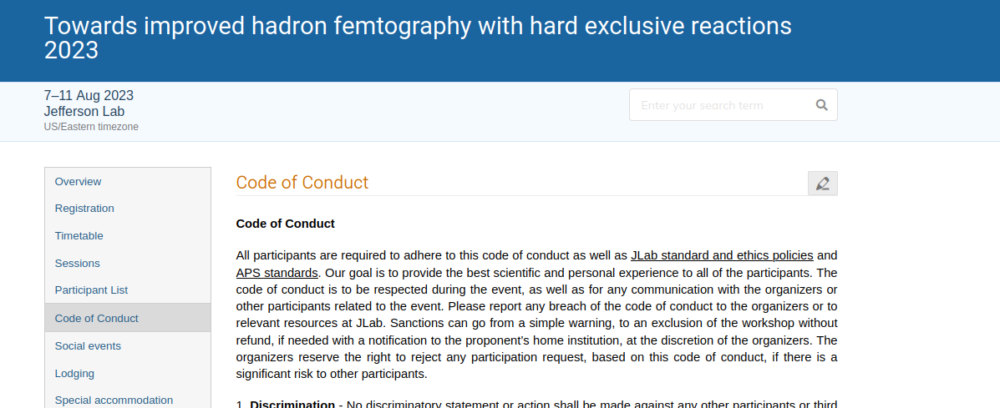 Towards improved hadron femtography with hard exclusive reactions
2023
7–11 Aug 2023
Jefferson Lab
US/Eastern timezone
Enter your search term
Overview
Registration
Timetable
Sessions
Participant List
Code of Conduct
Social events
Lodging
Special accommodation
Code of Conduct
Code of Conduct
All participants are required to adhere to this code of conduct as well as JLab standard and ethics policies and
APS standards. Our goal is to provide the best scientific and personal experience to all of the participants. The
code of conduct is to be respected during the event, as well as for any communication with the organizers or
other participants related to the event. Please report any breach of the code of conduct to the organizers or to
relevant resources at JLab. Sanctions can go from a simple warning, to an exclusion of the workshop without
refund, if needed with a notification to the proponent’s home institution, at the discretion of the organizers. The
organizers reserve the right to reject any participation request, based on this code of conduct, if there is a
significant risk to other participants.
1. Discrimination - No discriminatory statement or action shall be made against any other participants or third